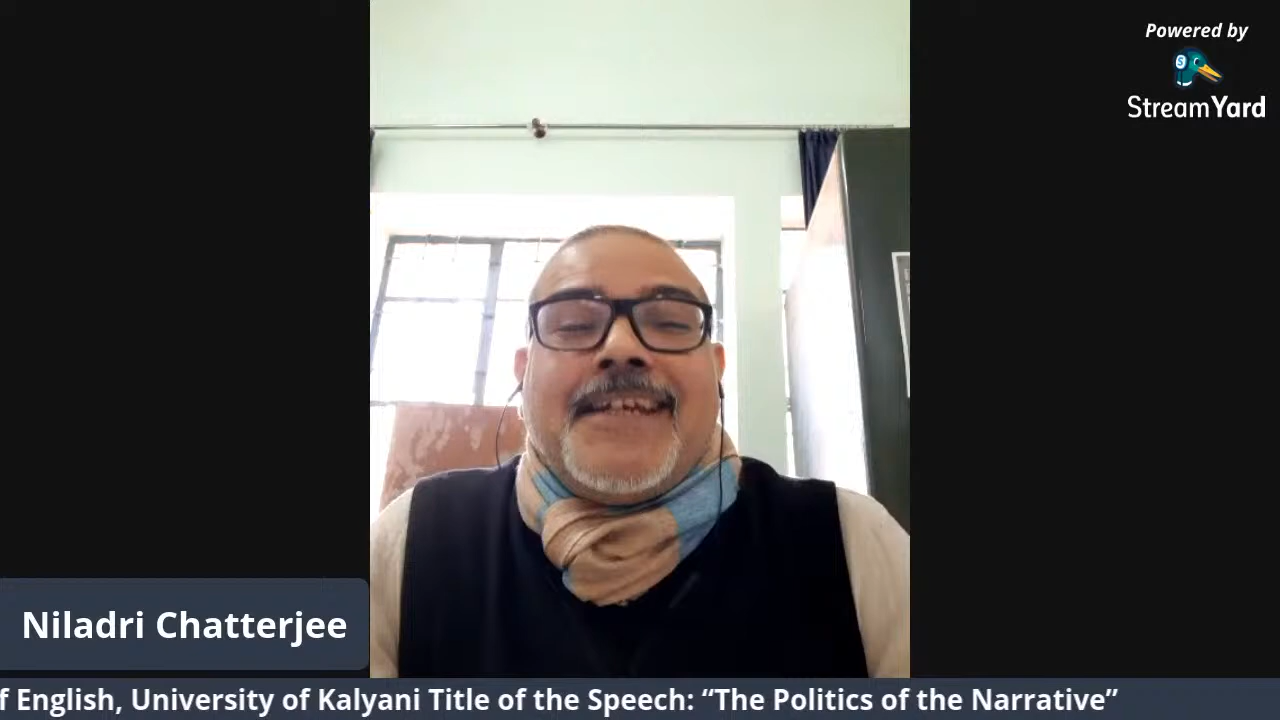 Powered by
StreamYard
Niladri Chatterjee
f English, University of Kalyani Title of the Speech: “The Politics of the Narrative”